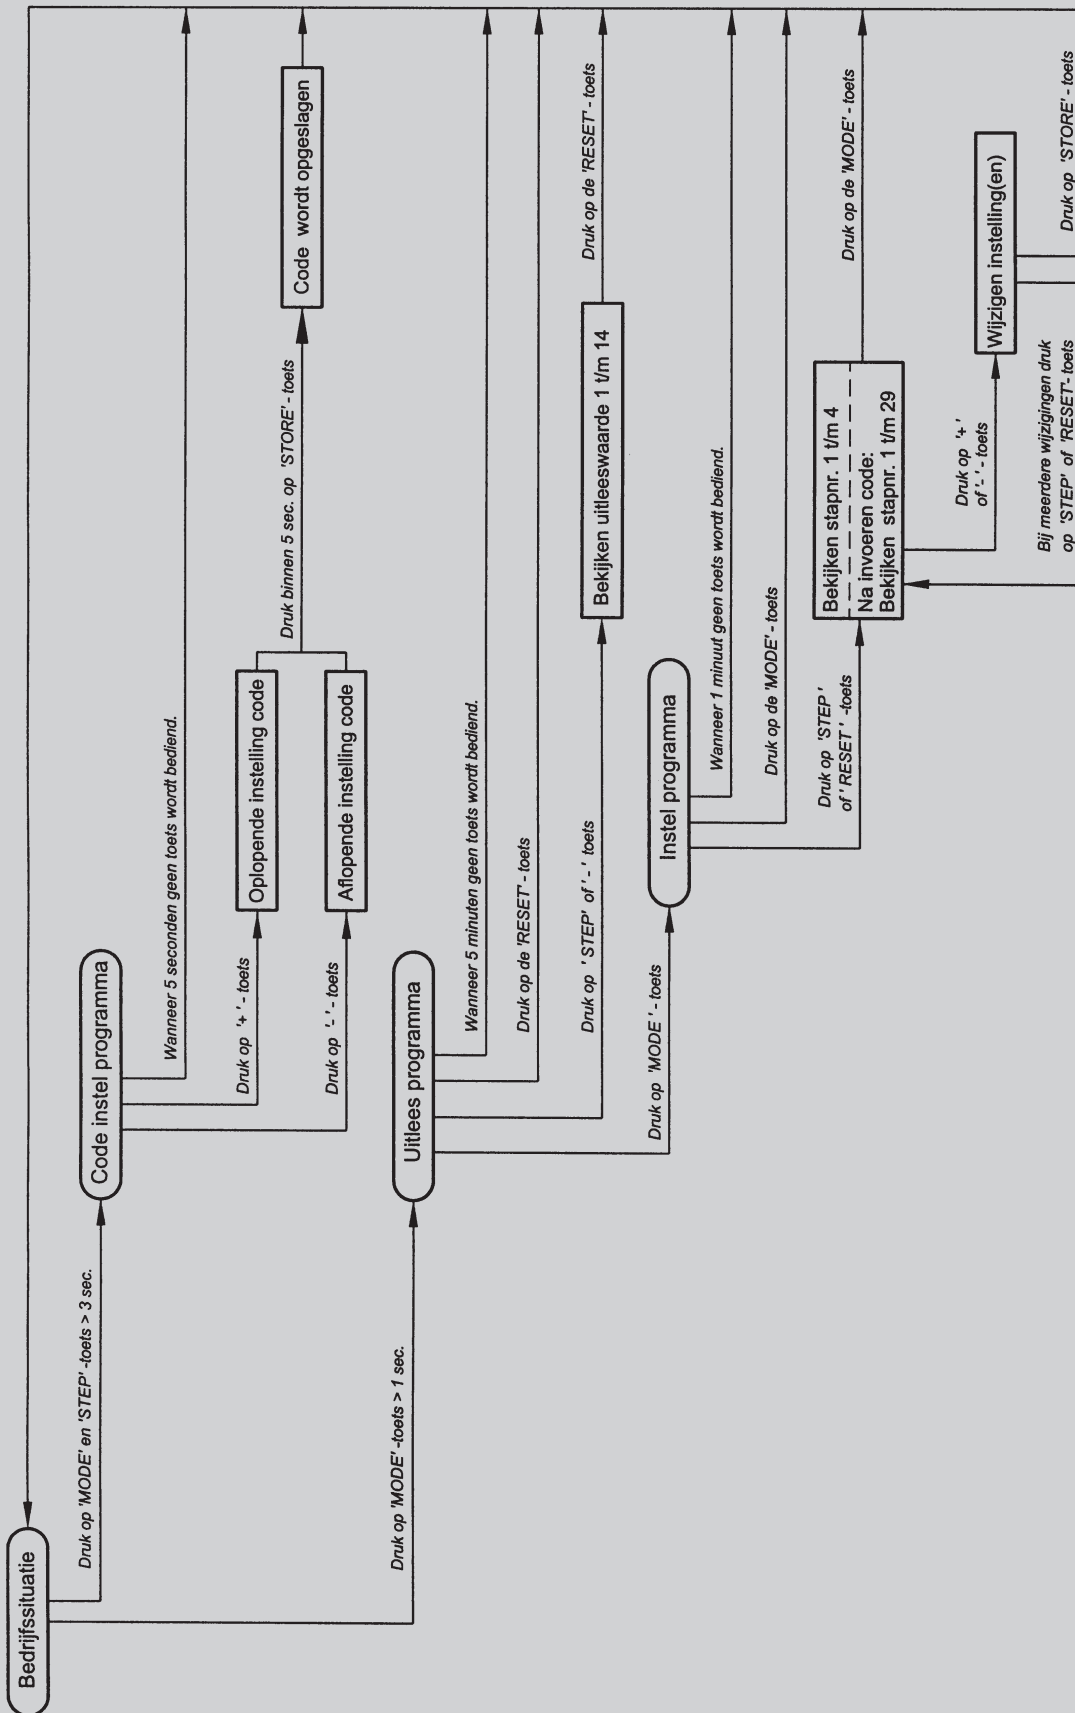 Bedrijfssituatie
Druk op 'MODE' en 'STEP' -toets > 3 sec.
Code instel programma
Wanneer 5 seconden geen toets wordt bediend.
Druk op '+' - toets
Oplopende instelling code
Druk op '-' - toets
Aflopende instelling code
Druk binnen 5 sec. op 'STORE' - toets
Code wordt opgeslagen
Druk op 'MODE' -toets > 1 sec.
Uitlees programma
Wanneer 5 minuten geen toets wordt bediend.
Druk op de 'RESET' - toets
Druk op ' STEP' of ' - ' toets
Bekijken uitleeswaarde 1 t/m 14
Druk op de 'RESET' - toets
Druk op 'MODE ' - toets
Instel programma
Wanneer 1 minuut geen toets wordt bediend.
Druk op de 'MODE' - toets
Druk op 'STEP '
of ' RESET ' -toets
Bekijken stapnr. 1 t/m 4
Na invoeren code:
Bekijken stapnr. 1 t/m 29
Druk op de 'MODE' - toets
Druk op '+ '
of '- ' - toets
Wijzigen instelling(en)
Bij meerdere wijzigingen druk
op 'STEP' of 'RESET'- toets
Druk op 'STORE' - toets